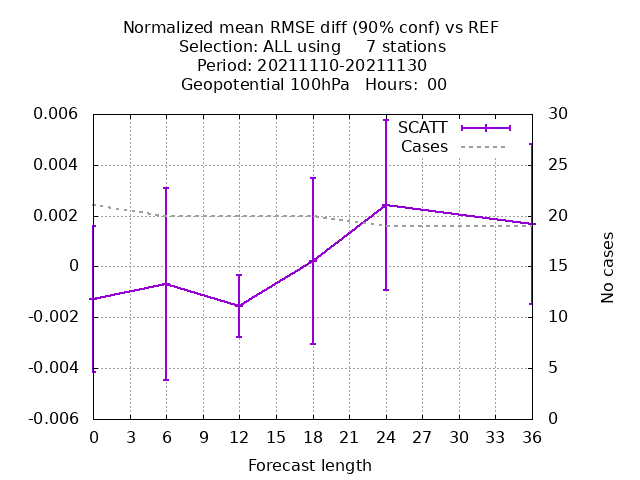 Normalized mean RMSE diff (90% conf) vs REF
Selection: ALL using     7 stations
Period: 20211110-20211130
Geopotential 100hPa   Hours:  00
SCATT
Cases
0.006
0.004
0.002
0
-0.002
-0.004
-0.006
30
25
20
15
10
5
0
No cases
0 3 6 9 12 15 18 21 24 27 30 33 36
Forecast length